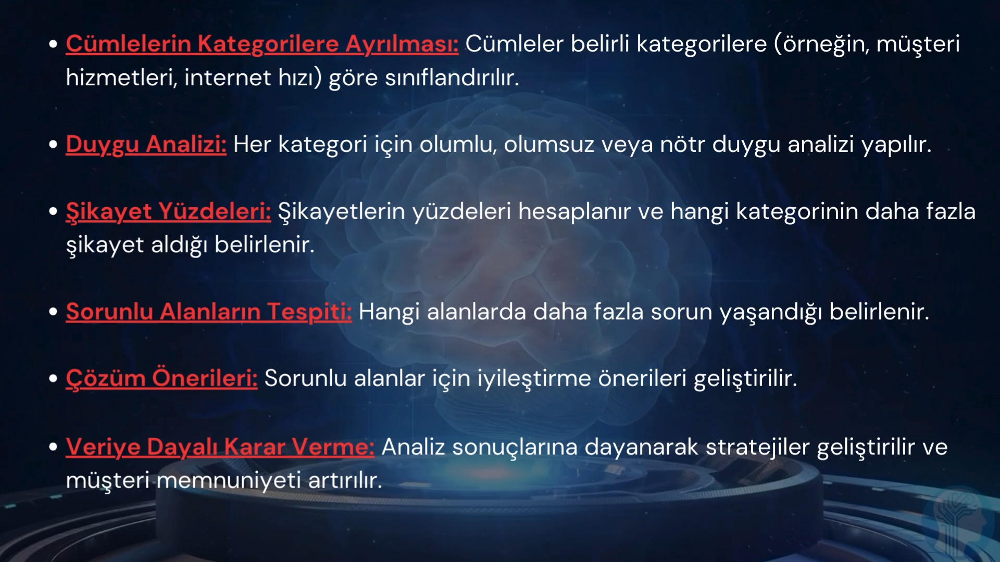 • Cümlelerin Kategorilere Ayrılması: Cümleler belirli kategorilere (örneğin, müşteri
hizmetleri, internet hızı) göre sınıflandırılır.
• Duygu Analizi: Her kategori için olumlu, olumsuz veya nötr duygu analizi yapılır.
• Şikayet Yüzdeleri: Şikayetlerin yüzdeleri hesaplanır ve hangi kategorinin daha fazla
şikayet aldığı belirlenir.
• Sorunlu Alanların Tespiti: Hangi alanlarda daha fazla sorun yaşandığı belirlenir.
• Çözüm Önerileri: Sorunlu alanlar için iyileştirme önerileri geliştirilir.
• Veriye Dayalı Karar Verme: Analiz sonuçlarına dayanarak stratejiler geliştirilir ve
müşteri memnuniyeti artırılır.